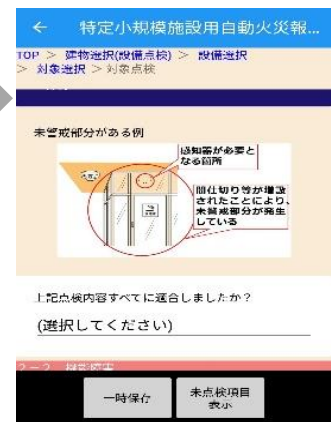 ← 特定小規模施設用自動火災報...
TOP > 建物選択(設備点検) > 設備選択
> 対象選択 > 対象点検
未警戒部分がある例
感知器が必要と
なる箇所
間仕切り等が増設
されたことにより、
未警戒部分が発生
している
上記点検内容すべてに適合しましたか？
(選択してください)
一時保存
未点検項目
表示